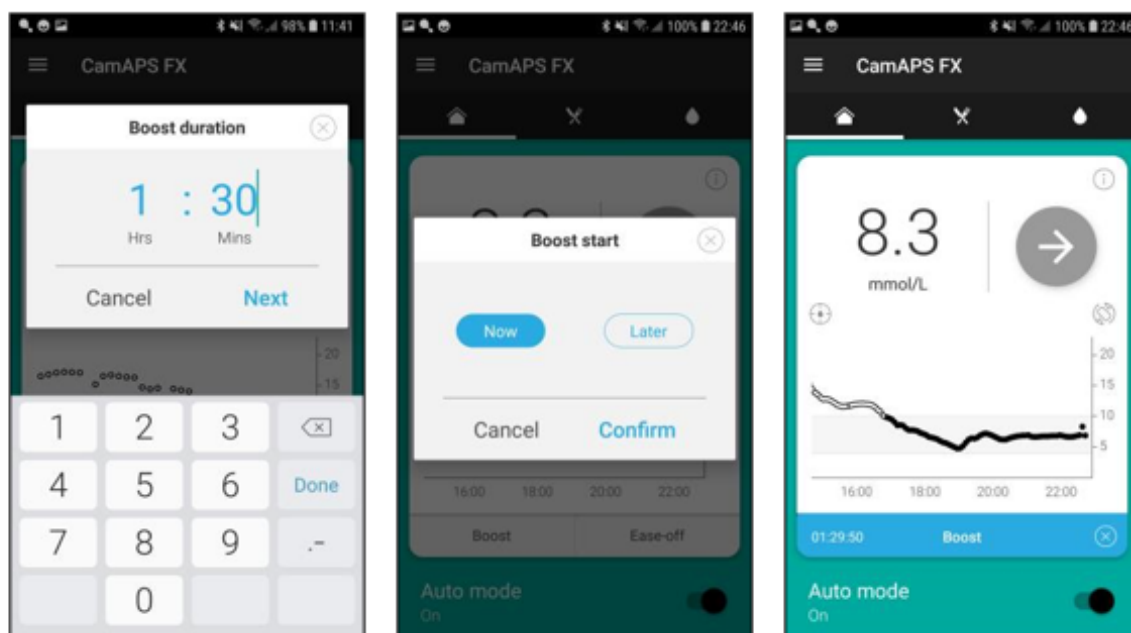 98% 11:41
CamAPS FX
Boost duration
1 : 30
Hrs Mins
Cancel Next
20
15
1 2 3
4 5 6 Done
7 8 9 .-
0
100% 22:46
CamAPS FX
Boost start
Now Later
Cancel Confirm
16:00 18:00 20:00 22:00
Boost Ease-off
Auto mode
On
100% 22:46
CamAPS FX
8.3
mmol/L
20
15
10
5
16:00 18:00 20:00 22:00
01:29:50 Boost
Auto mode
On